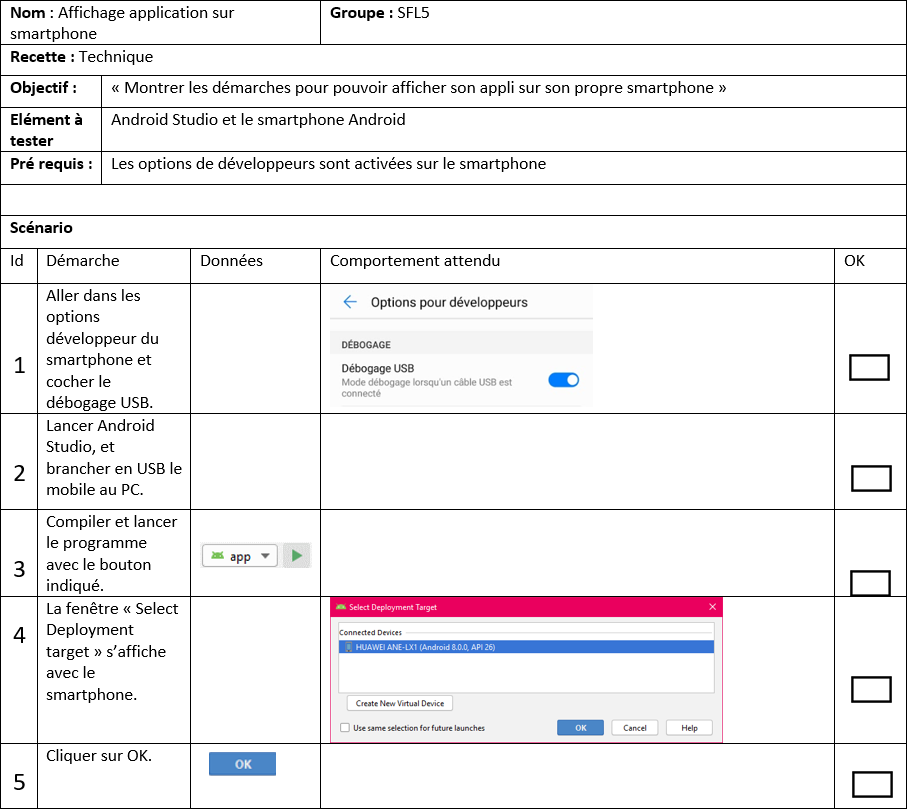 Nom : Affichage application sur
smartphone
Groupe : SFL5
Recette : Technique
Objectif :
« Montrer les démarches pour pouvoir afficher son appli sur son propre smartphone »
Elément à
tester
Android Studio et le smartphone Android
Pré requis :
Les options de développeurs sont activées sur le smartphone
Scénario
Id
Démarche
Données
Comportement attendu
OK
1
Aller dans les
options
développeur du
smartphone et
cocher le
débogage USB.
Options pour développeurs
DÉBOGAGE
Débogage USB
Mode débogage lorsqu'un câble USB est
connecté
2
Lancer Android
Studio, et
brancher en USB le
mobile au PC.
3
Compiler et lancer
le programme
avec le bouton
indiqué.
app
4
La fenêtre « Select
Deployment
target » s’affiche
avec le
smartphone.
Select Deployment Target
Connected Devices
HUAWEI ANE-LX1 (Android 8.0.0, API 26)
Create New Virtual Device
Use same selection for future launches
OK
Cancel
Help
5
Cliquer sur OK.
OK